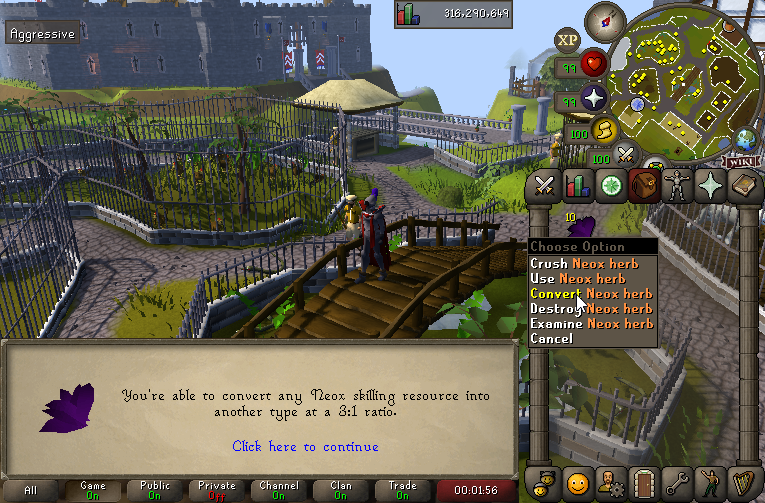 Aggressive
316,290,649
XP
99
99
100
100
WIKI
10
Choose Option
Crush Neox herb
Use Neox herb
Convert Neox herb
Destroy Neox herb
Examine Neox herb
Cancel
You're able to convert any Neox skilling resource into
another type at a 3:1 ratio.
Click here to continue
All
Game
On
Public
On
Private
Off
Channel
On
Clan
On
Trade
On
00:01:56